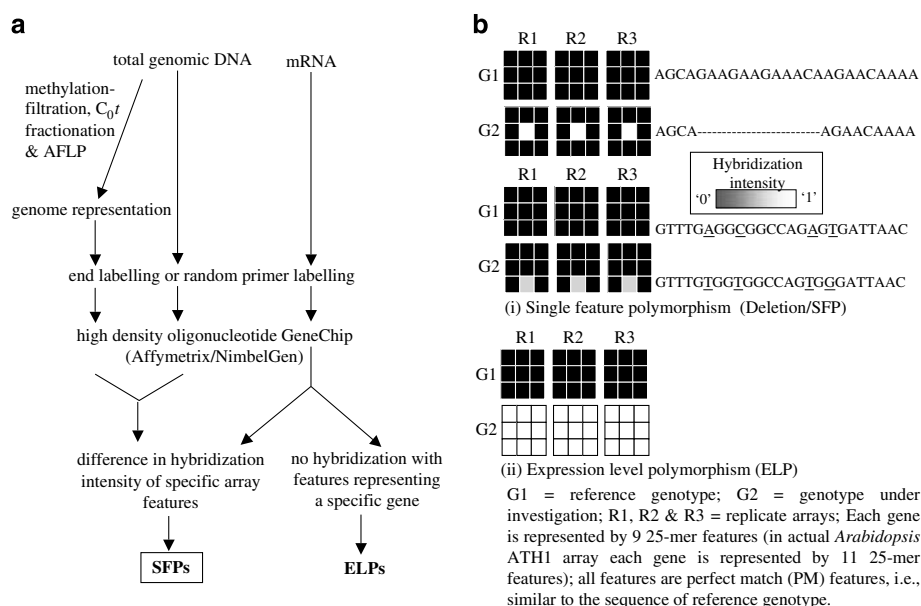 a
total genomic DNA
mRNA
methylation-
filtration, C0t
fractionation
& AFLP
genome representation
end labelling or random primer labelling
high density oligonucleotide GeneChip
(Affymetrix/NimbelGen)
difference in hybridization
intensity of specific array
features
no hybridization with
features representing
a specific gene
SFPs
ELPs
b
R1 R2 R3
G1 AGCAGAAGAAGAAACAAGAACAAAA
G2 AGCA-----------------------AGAACAAAA
Hybridization
intensity
'0' '1'
R1 R2 R3
G1 GTTTGAGGCGGCCAGAGTGATTAAC
G2 GTTTGTGGTGGCCAGTGGGATTAAC
(i) Single feature polymorphism (Deletion/SFP)
R1 R2 R3
G1
G2
(ii) Expression level polymorphism (ELP)
G1 = reference genotype; G2 = genotype under
investigation; R1, R2 & R3 = replicate arrays; Each gene
is represented by 9 25-mer features (in actual Arabidopsis
ATH1 array each gene is represented by 11 25-mer
features); all features are perfect match (PM) features, i.e.,
similar to the sequence of reference genotype.